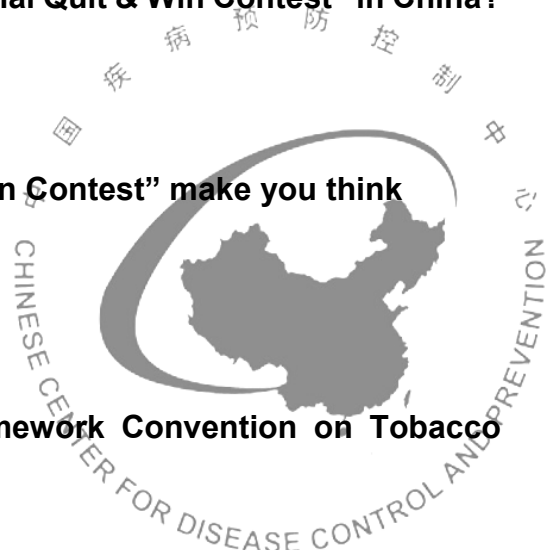 nal Quit & Win Contest” in China?
中国疾病预防控制中心
n Contest” make you think
mework Convention on Tobacco
CHINESE CENTER FOR DISEASE CONTROL AND PREVENTION